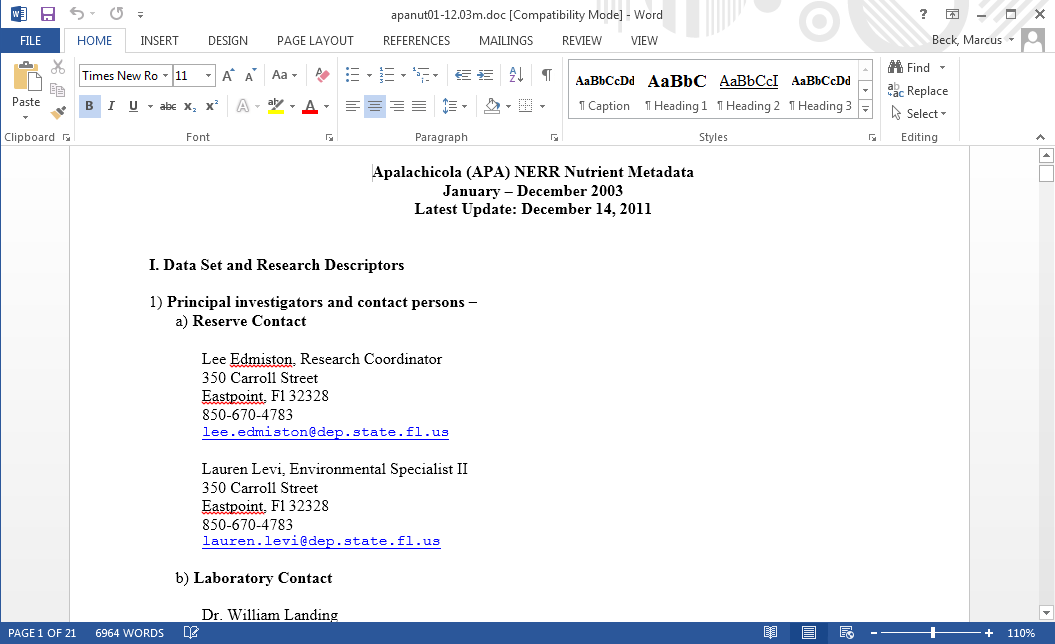 apanut01-12.03m.doc [Compatibility Mode] - Word
FILE HOME INSERT DESIGN PAGE LAYOUT REFERENCES MAILINGS REVIEW VIEW Beck, Marcus
Paste
Times New Ro 11 Aa
B I U abc x₂ x² A ab A
AaBbCcDd AaBbC AaBbCcI AaBbCcDd
¶ Caption ¶ Heading 1 ¶ Heading 2 ¶ Heading 3
Find
Replace
Select
Clipboard Font Paragraph Styles Editing
Apalachicola (APA) NERR Nutrient Metadata
January – December 2003
Latest Update: December 14, 2011
I. Data Set and Research Descriptors
1) Principal investigators and contact persons –
a) Reserve Contact
Lee Edmiston, Research Coordinator
350 Carroll Street
Eastpoint, Fl 32328
850-670-4783
lee.edmiston@dep.state.fl.us
Lauren Levi, Environmental Specialist II
350 Carroll Street
Eastpoint, Fl 32328
850-670-4783
lauren.levi@dep.state.fl.us
b) Laboratory Contact
Dr. William Landing
PAGE 1 OF 21 6964 WORDS 110%